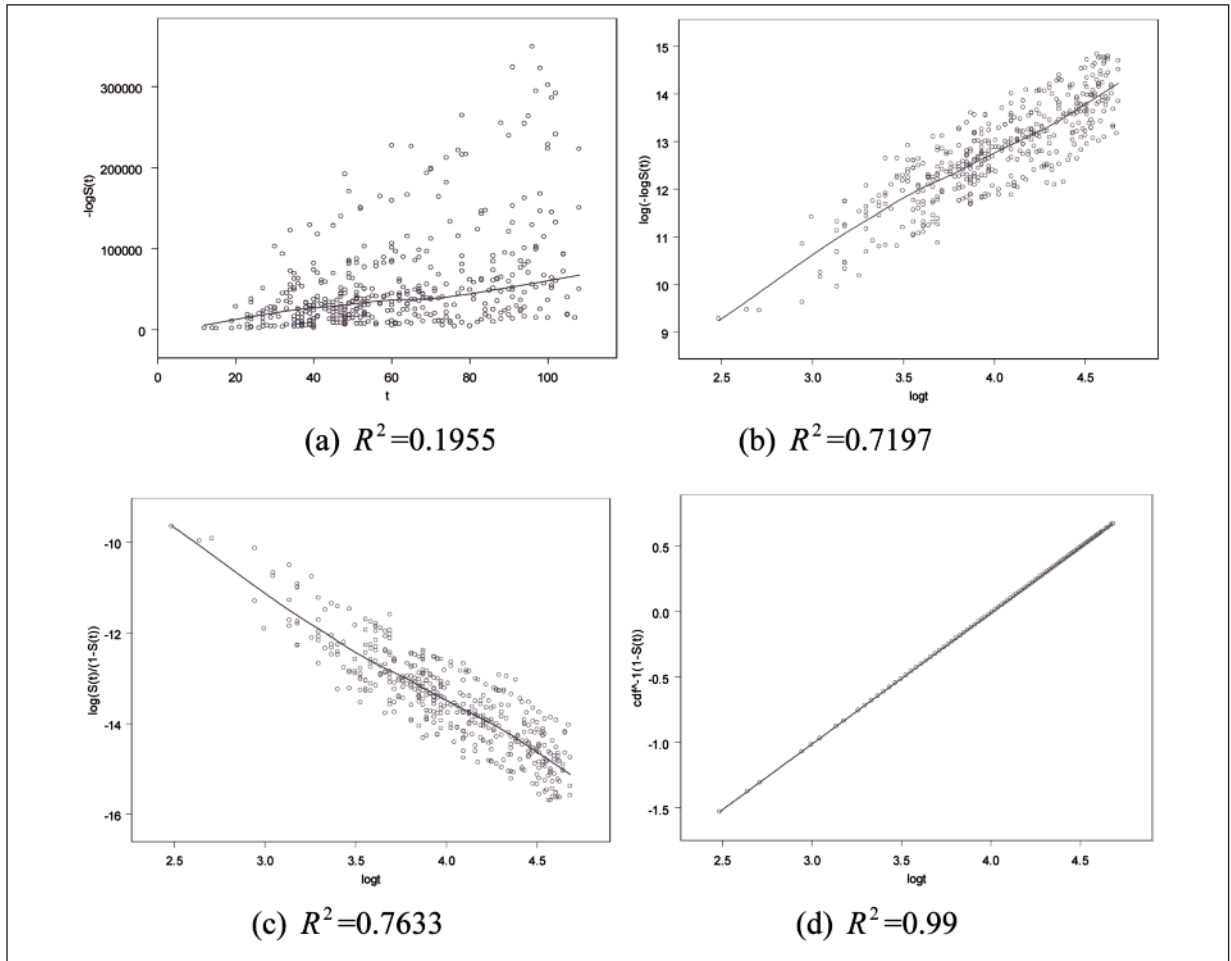 300000
200000
100000
0
-logS(t)
0 20 40 60 80 100
t
(a) R²=0.1955
15
14
13
12
11
10
9
log(-logS(t))
2.5 3.0 3.5 4.0 4.5
logt
(b) R²=0.7197
-10
-12
-14
-16
log(S(t)/(1-S(t))
2.5 3.0 3.5 4.0 4.5
logt
(c) R²=0.7633
0.5
0.0
-0.5
-1.0
-1.5
cdf^-1(1-S(t))
2.5 3.0 3.5 4.0 4.5
logt
(d) R²=0.99